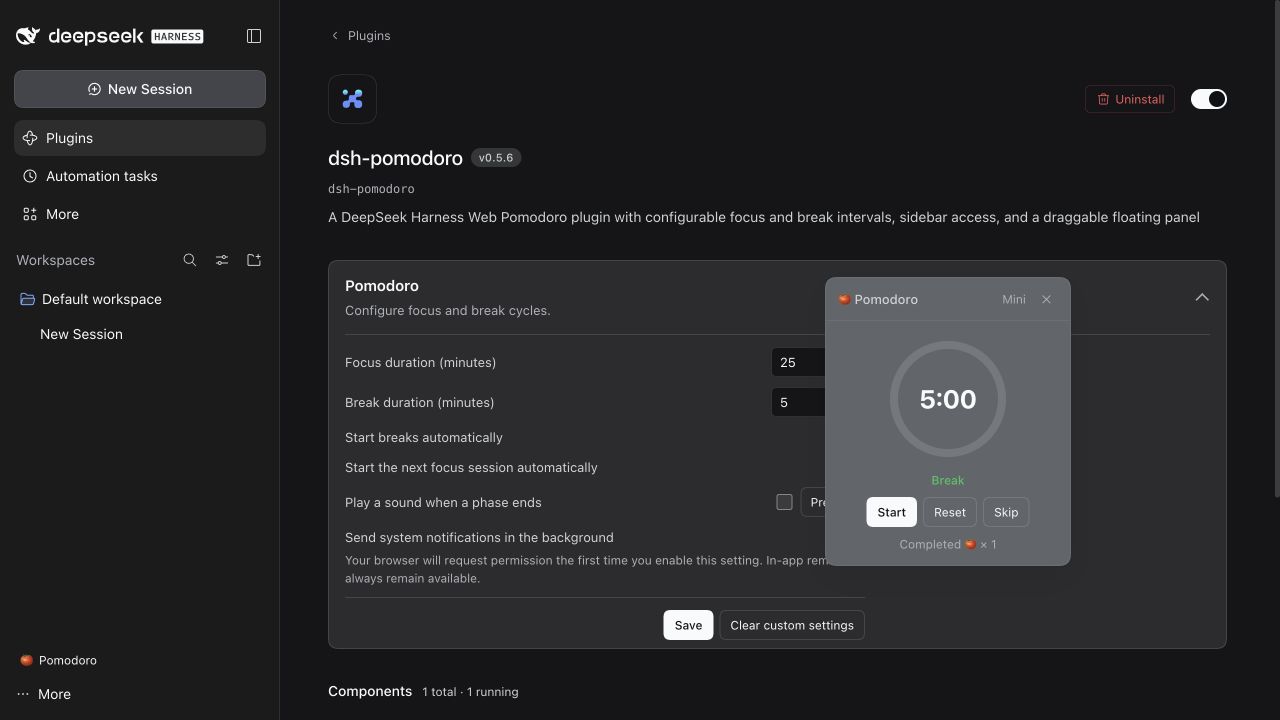 deepseek HARNESS
New Session
Plugins
Automation tasks
More
Workspaces
Default workspace
New Session
Pomodoro
More
Plugins
Uninstall
dsh-pomodoro v0.5.6
dsh-pomodoro
A DeepSeek Harness Web Pomodoro plugin with configurable focus and break intervals, sidebar access, and a draggable floating panel
Pomodoro
Configure focus and break cycles.
Focus duration (minutes) 25
Break duration (minutes) 5
Start breaks automatically
Start the next focus session automatically
Play a sound when a phase ends
Send system notifications in the background
Your browser will request permission the first time you enable this setting. In-app
always remain available.
Save Clear custom settings
Pomodoro Mini
5:00
Break
Start Reset Skip
Completed × 1
Components 1 total · 1 running